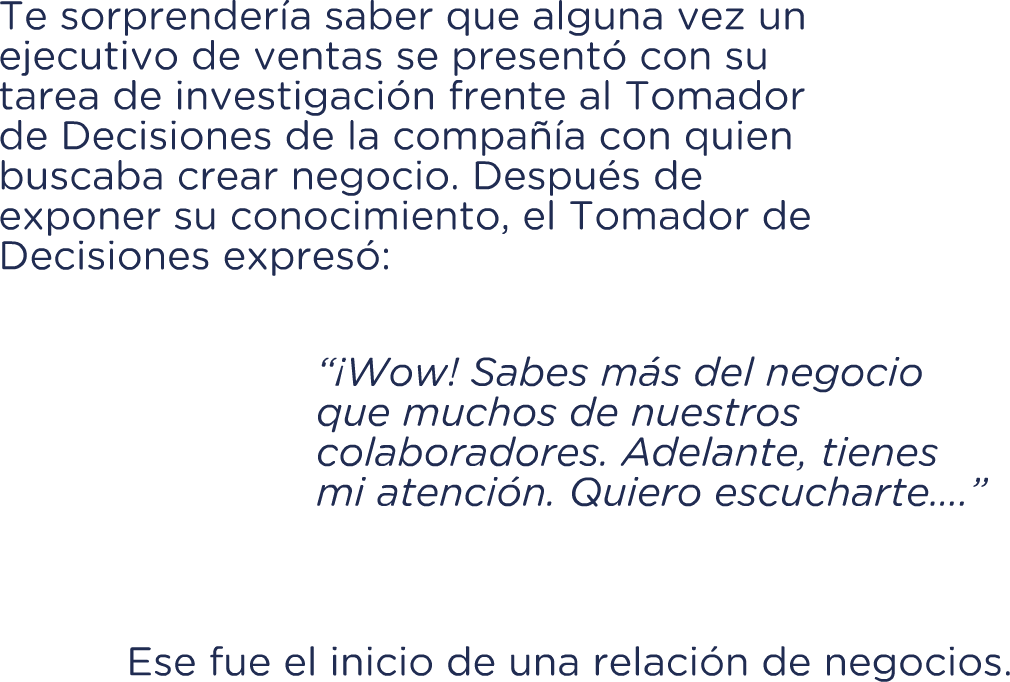 Te sorprendería saber que alguna vez un
ejecutivo de ventas se presentó con su
tarea de investigación frente al Tomador
de Decisiones de la compañía con quien
buscaba crear negocio. Después de
exponer su conocimiento, el Tomador de
Decisiones expresó:
“¡Wow! Sabes más del negocio
que muchos de nuestros
colaboradores. Adelante, tienes
mi atención. Quiero escucharte....”
Ese fue el inicio de una relación de negocios.